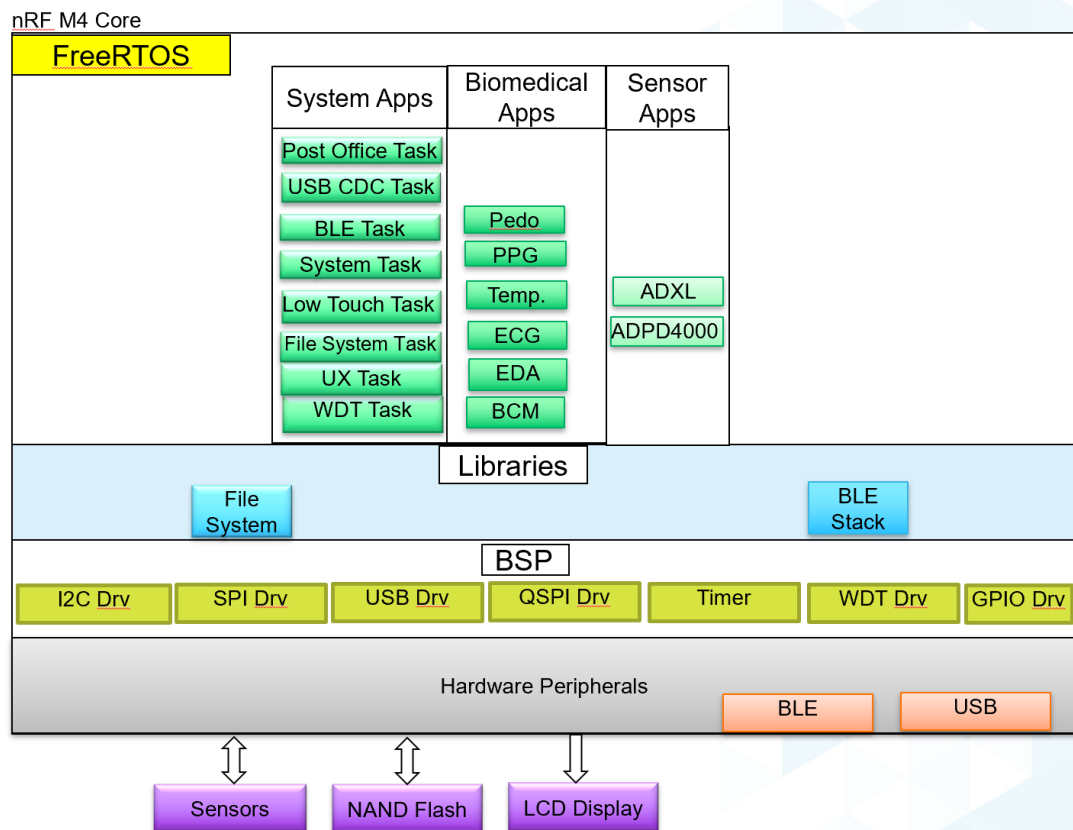 nRF M4 Core
FreeRTOS
System Apps
Biomedical
Apps
Sensor
Apps
Post Office Task
USB CDC Task
BLE Task
System Task
Low Touch Task
File System Task
UX Task
WDT Task
Pedo
PPG
Temp.
ECG
EDA
BCM
ADXL
ADPD4000
Libraries
File
System
BLE
Stack
BSP
I2C Drv
SPI Drv
USB Drv
QSPI Drv
Timer
WDT Drv
GPIO Drv
Hardware Peripherals
BLE
USB
Sensors
NAND Flash
LCD Display